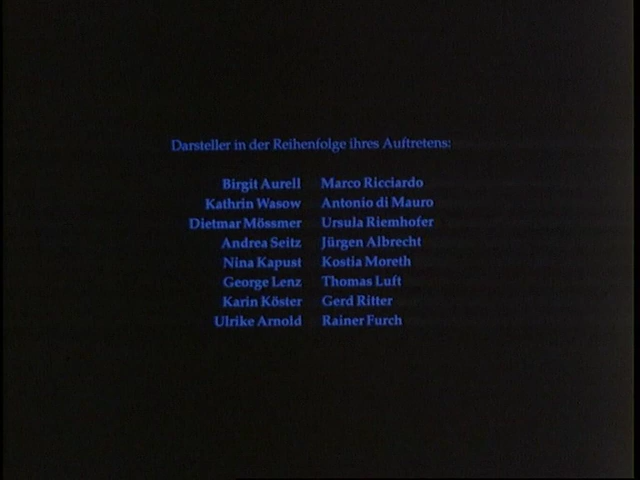 Darsteller in der Reihenfolge ihres Auftretens:
Birgit Aurell Marco Ricciardo
Kathrin Wasow Antonio di Mauro
Dietmar Mössmer Ursula Riemhofer
Andrea Seitz Jürgen Albrecht
Nina Kapust Kostia Moreth
George Lenz Thomas Luft
Karin Köster Gerd Ritter
Ulrike Arnold Rainer Furch